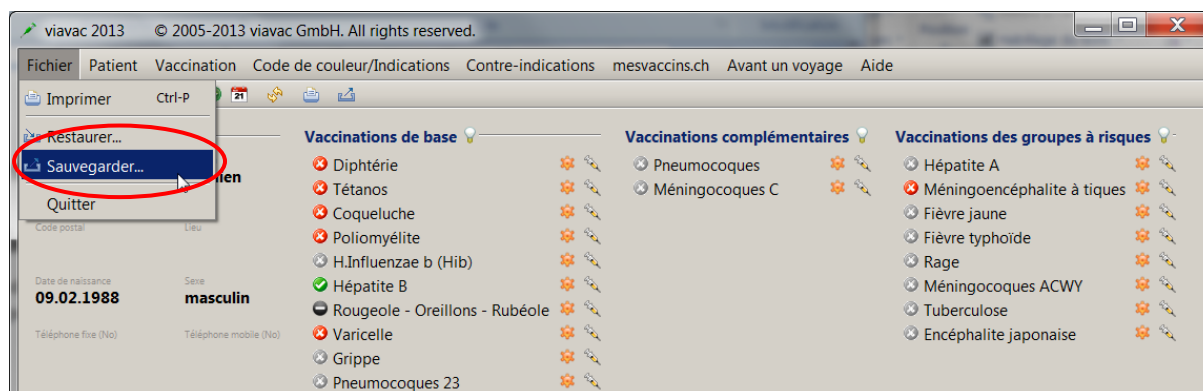 viavac 2013 © 2005-2013 viavac GmbH. All rights reserved.
Fichier Patient Vaccination Code de couleur/Indications Contre-indications mesvaccins.ch Avant un voyage Aide
Imprimer Ctrl-P
21
Restaurer...
Sauvegarder...
Quitter
Code postal Lieu
Date de naissance Sexe
09.02.1988 masculin
Téléphone fixe (No) Téléphone mobile (No)
Vaccinations de base
Diphtérie
Tétanos
Coqueluche
Poliomyélite
H.Influenzae b (Hib)
Hépatite B
Rougeole - Oreillons - Rubéole
Varicelle
Grippe
Pneumocoques 23
Vaccinations complémentaires
Pneumocoques
Méningocoques C
Vaccinations des groupes à risques
Hépatite A
Méningoencéphalite à tiques
Fièvre jaune
Fièvre typhoïde
Rage
Méningocoques ACWY
Tuberculose
Encéphalite japonaise